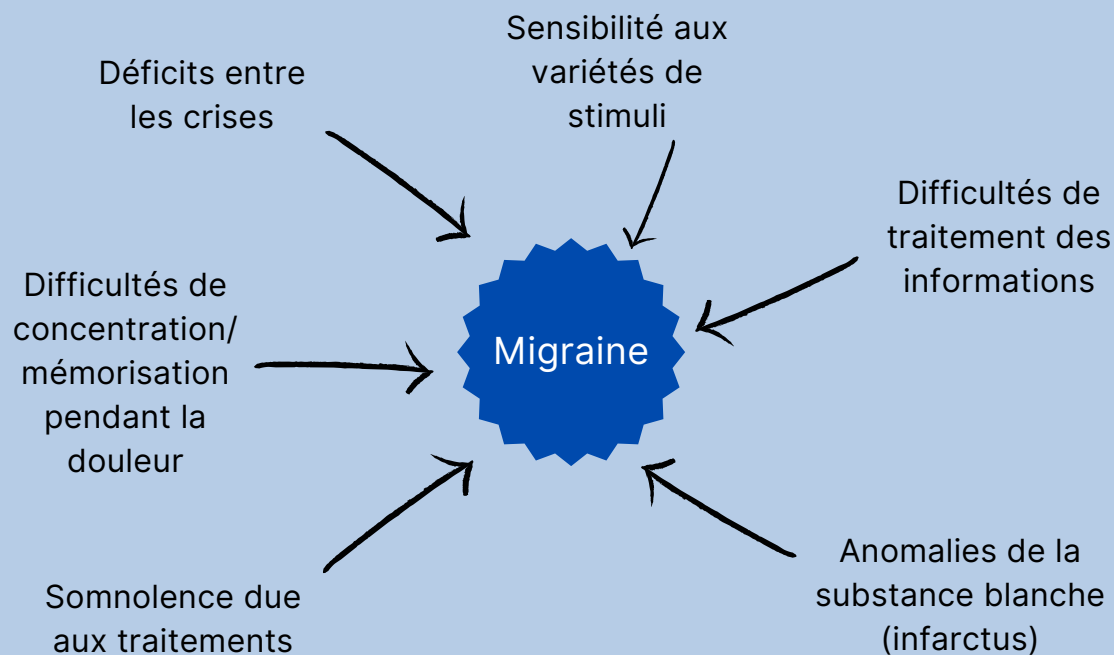 Sensibilité aux
variétés de
stimuli
Déficits entre
les crises
Difficultés de
traitement des
informations
Difficultés de
concentration/
mémorisation
pendant la
douleur
Migraine
Somnolence due
aux traitements
Anomalies de la
substance blanche
(infarctus)